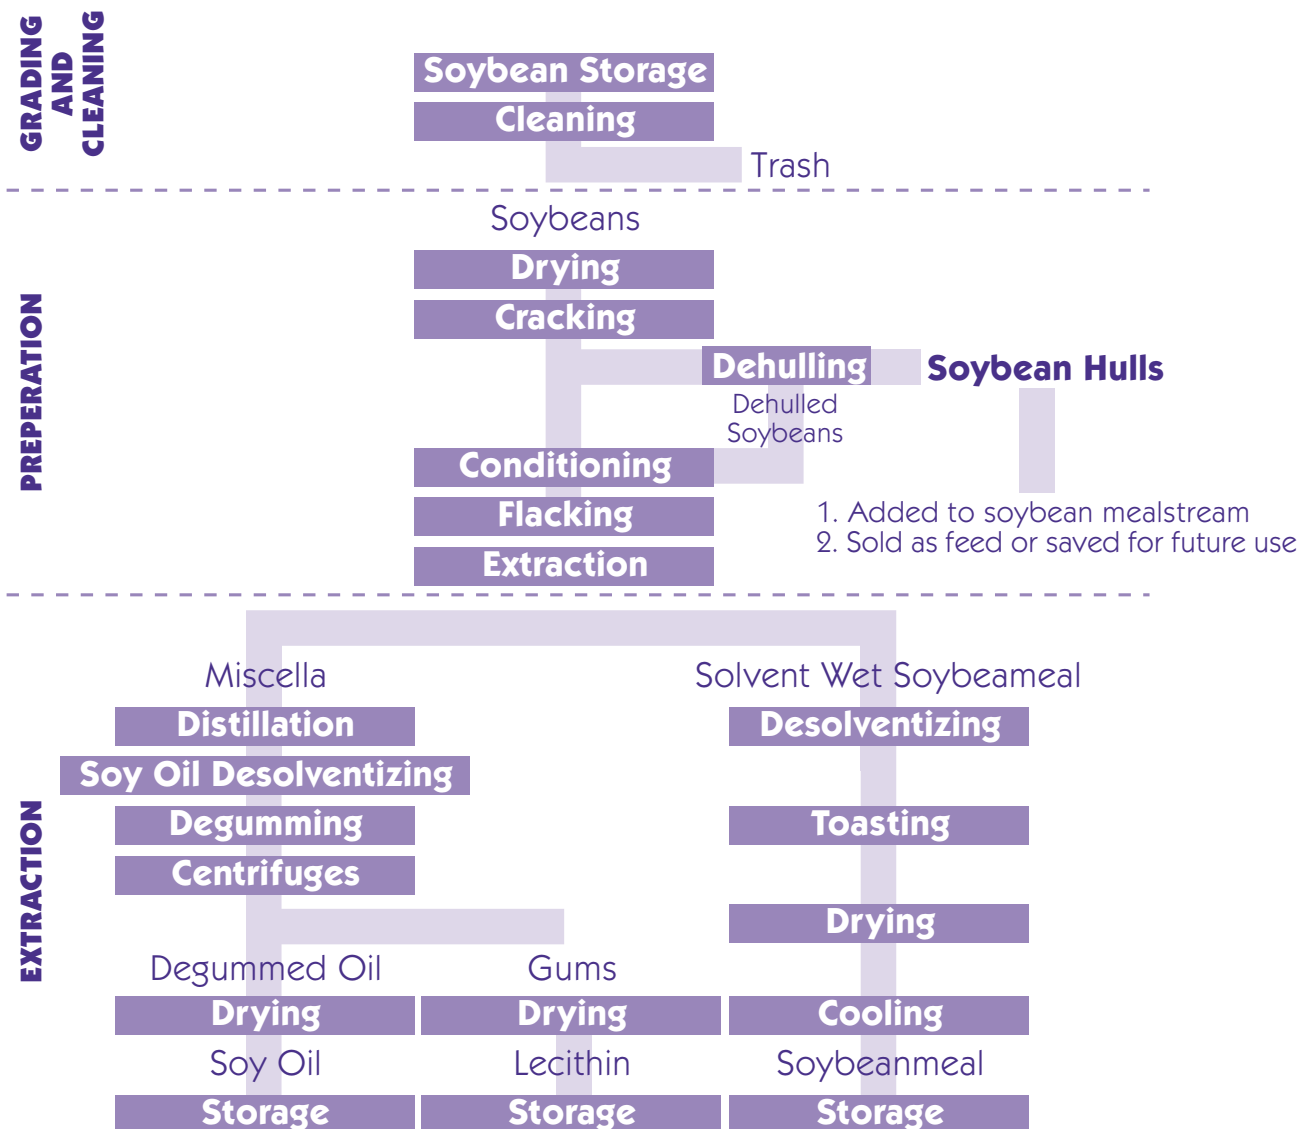 GRADING
AND
CLEANING
Soybean Storage
Cleaning
Trash
PREPERATION
Soybeans
Drying
Cracking
Dehulling
Soybean Hulls
Dehulled
Soybeans
Conditioning
Flacking
Extraction
1. Added to soybean mealstream
2. Sold as feed or saved for future use
EXTRACTION
Miscella
Distillation
Soy Oil Desolventizing
Degumming
Centrifuges
Degummed Oil
Drying
Soy Oil
Storage
Gums
Drying
Lecithin
Storage
Solvent Wet Soybeameal
Desolventizing
Toasting
Drying
Cooling
Soybeanmeal
Storage